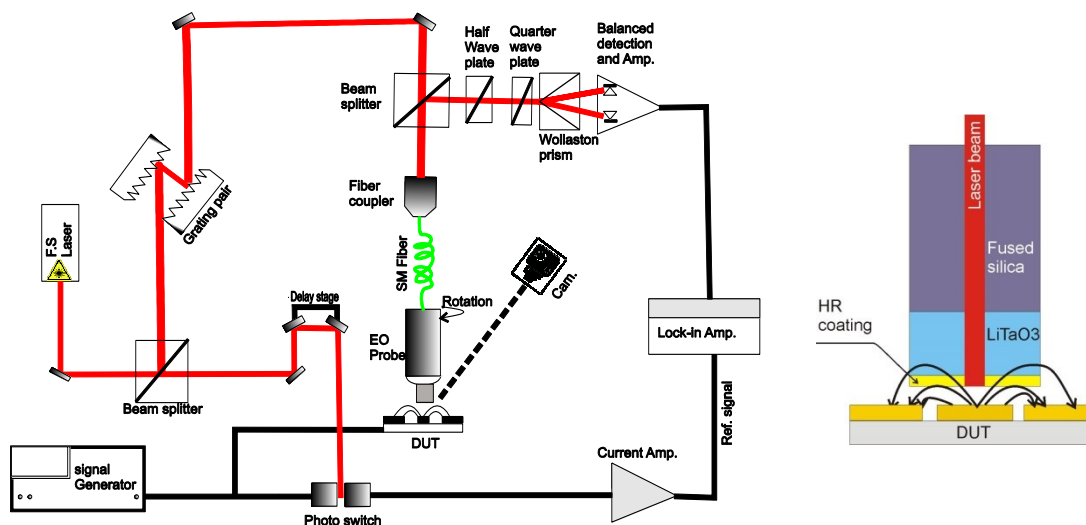 Half
Wave
plate
Quarter
wave
plate
Balanced
detection
and Amp.
Beam
splitter
Wollaston
prism
Fiber
coupler
Grating pair
F.S
Laser
SM Fiber
Cam.
Delay stage
Rotation
EO
Probe
Lock-in Amp.
Beam splitter
DUT
Ref. signal
Current Amp.
signal
Generator
Photo switch
Laser beam
Fused
silica
HR
coating
LiTaO3
DUT